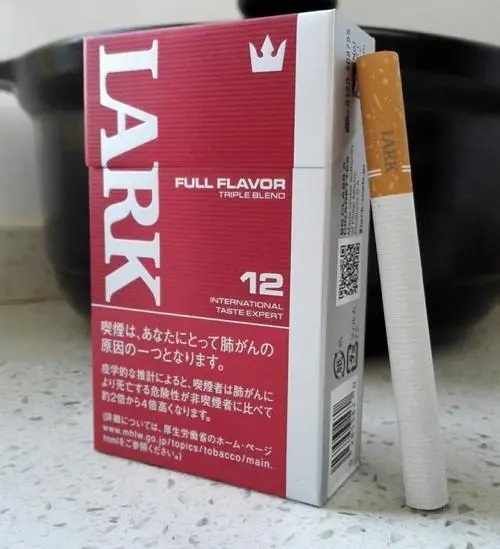 LARK
FULL FLAVOR
TRIPLE BLEND
12
INTERNATIONAL
TASTE EXPERT
喫煙は、あなたにとって肺がんの
原因の一つとなります。
疫学的な推計によると、喫煙者は肺がんに
より死亡する危険性が非喫煙者に比べて
約2倍から4倍高くなります。
(詳細については、厚生労働省のホーム・ページ
www.mhlw.go.jp/topics/tobacco/main.
htmlをご参照ください。)
LARK